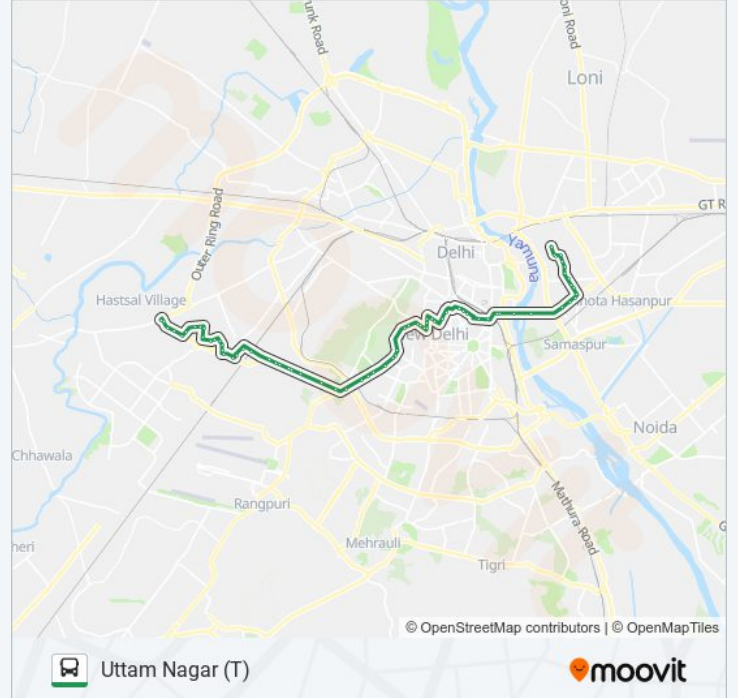 unk Road
oni Road
Loni
GT R
Outer Ring Road
Delhi
Yamuna
Hastsal Village
hota Hasanpur
ew Delhi
Samaspur
Noida
Chhawala
Rangpuri
Mathura Road
heri
Mehrauli
Tigri
G
© OpenStreetMap contributors | © OpenMapTiles
Uttam Nagar (T)
moovit